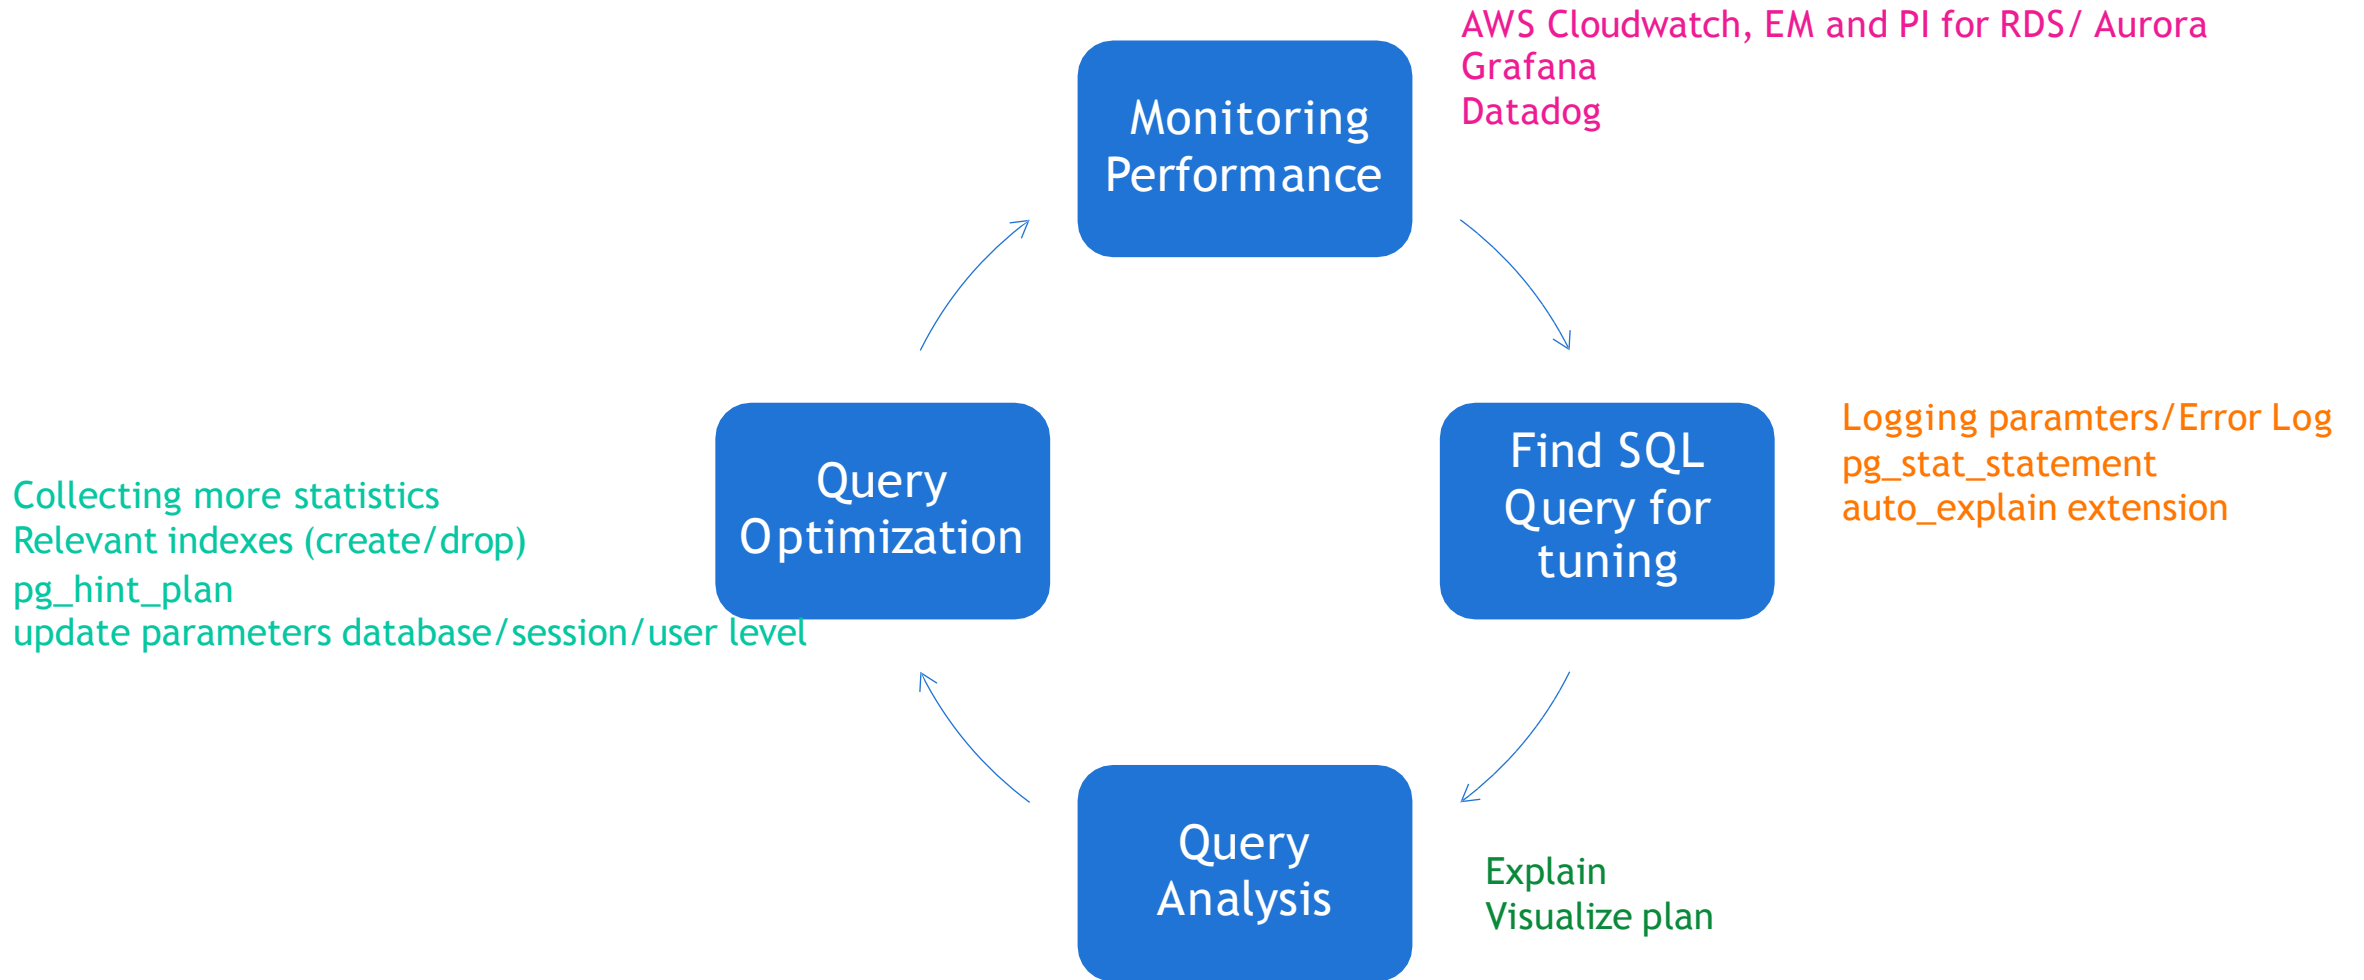 AWS Cloudwatch, EM and PI for RDS/ Aurora
Grafana
Datadog
Monitoring
Performance
Find SQL
Query for
tuning
Logging paramters/Error Log
pg_stat_statement
auto_explain extension
Query
Analysis
Explain
Visualize plan
Query
Optimization
Collecting more statistics
Relevant indexes (create/drop)
pg_hint_plan
update parameters database/session/user level